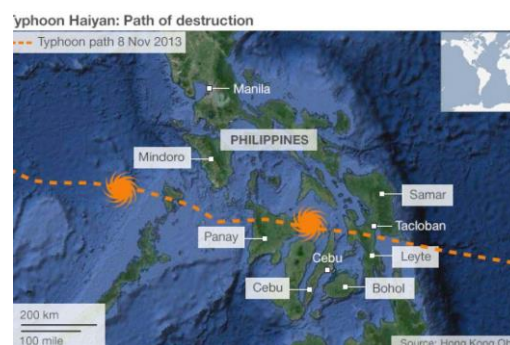 yphoon Haiyan: Path of destruction
Typhoon path 8 Nov 2013
Manila
PHILIPPINES
Mindoro
Samar
Tacloban
Panay
Cebu
Leyte
Cebu
Bohol
200 km
100 mile
Source: Hong Kong Ob